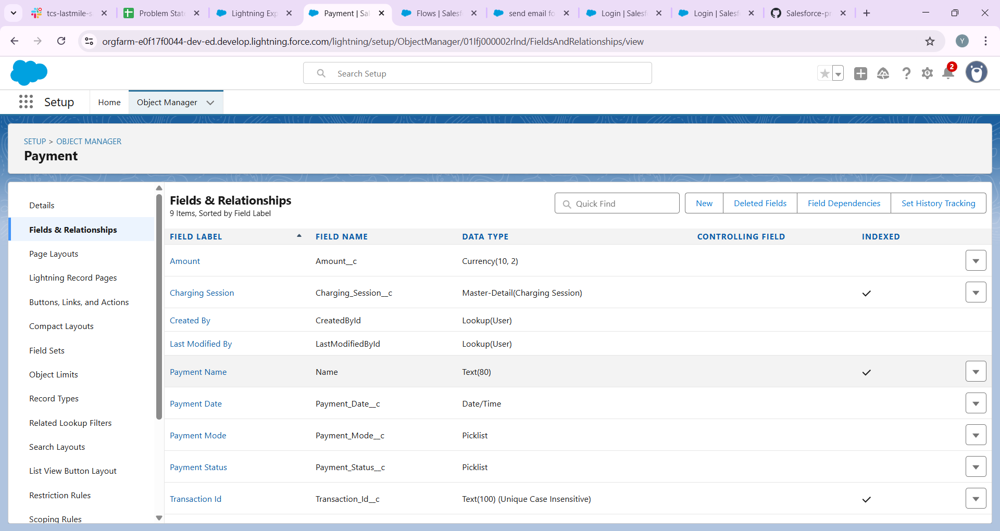 tcs-lastmile-s
Problem State
Lightning Exp
Payment | Sal
Flows | Salesf
send email fo
Login | Salesf
Login | Salesf
Salesforce-pr
orgfarm-e0f17f0044-dev-ed.develop.lightning.force.com/lightning/setup/ObjectManager/01Ifj000002rlnd/FieldsAndRelationships/view
Y
Search Setup
2
Setup
Home
Object Manager
SETUP > OBJECT MANAGER
Payment
Details
Fields & Relationships
Page Layouts
Lightning Record Pages
Buttons, Links, and Actions
Compact Layouts
Field Sets
Object Limits
Record Types
Related Lookup Filters
Search Layouts
List View Button Layout
Restriction Rules
Scoping Rules
Fields & Relationships
9 Items, Sorted by Field Label
Quick Find
New
Deleted Fields
Field Dependencies
Set History Tracking
FIELD LABEL FIELD NAME DATA TYPE CONTROLLING FIELD INDEXED
Amount Amount__c Currency(10, 2)
Charging Session Charging_Session__c Master-Detail(Charging Session)
Created By CreatedById Lookup(User)
Last Modified By LastModifiedById Lookup(User)
Payment Name Name Text(80)
Payment Date Payment_Date__c Date/Time
Payment Mode Payment_Mode__c Picklist
Payment Status Payment_Status__c Picklist
Transaction Id Transaction_Id__c Text(100) (Unique Case Insensitive)